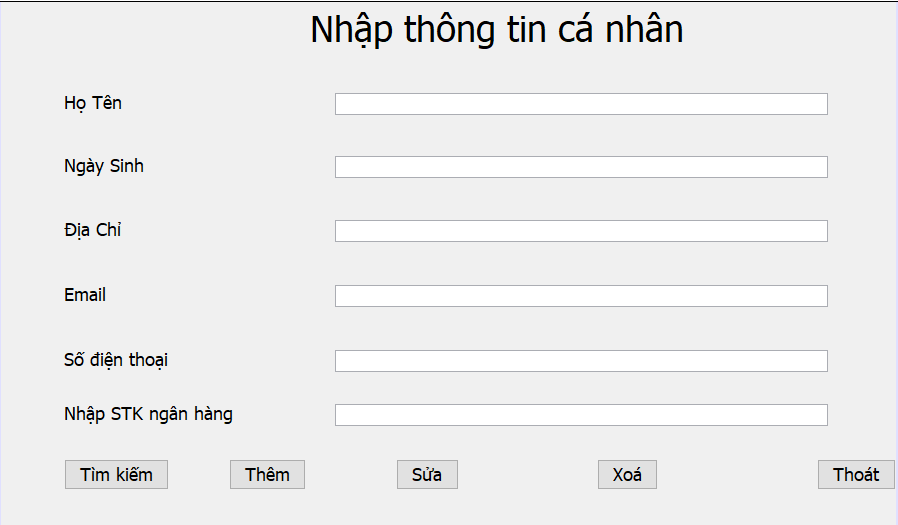 Nhập thông tin cá nhân
Họ Tên
Ngày Sinh
Địa Chỉ
Email
Số điện thoại
Nhập STK ngân hàng
Tìm kiếm Thêm Sửa Xoá Thoát